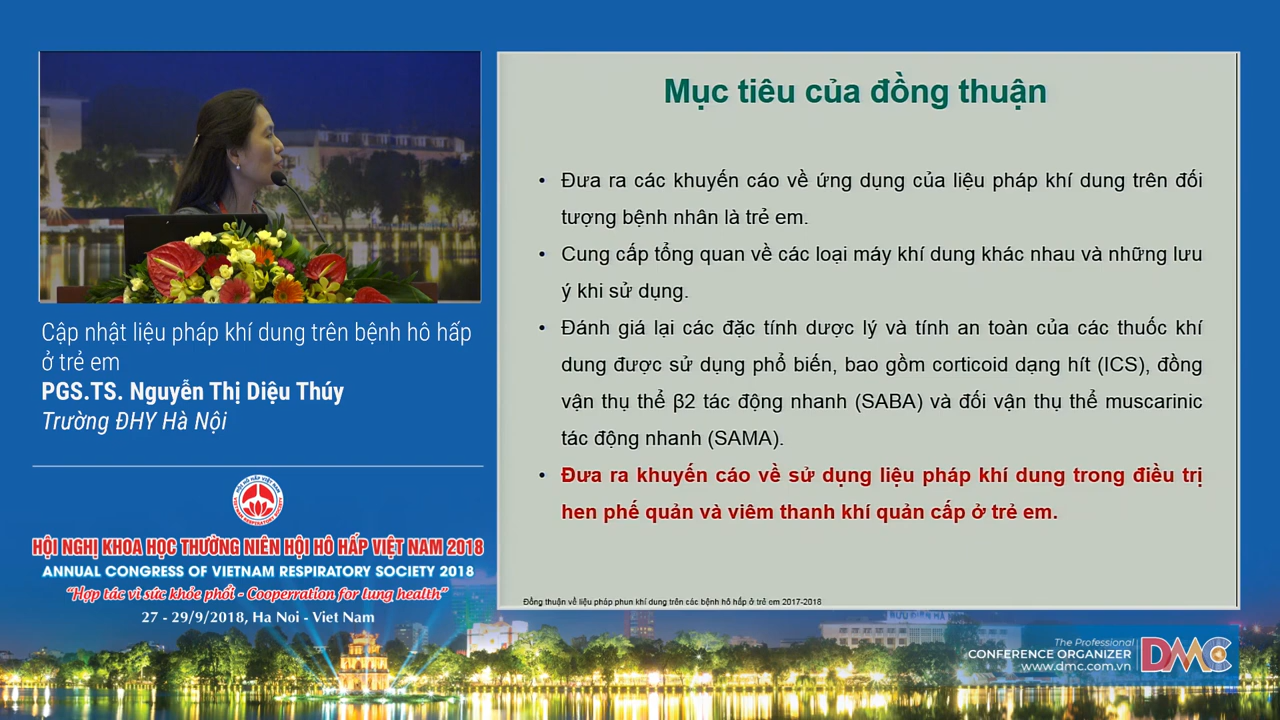 Mục tiêu của đồng thuận
• Đưa ra các khuyến cáo về ứng dụng của liệu pháp khí dung trên đối
tượng bệnh nhân là trẻ em.
• Cung cấp tổng quan về các loại máy khí dung khác nhau và những lưu
ý khi sử dụng.
• Đánh giá lại các đặc tính dược lý và tính an toàn của các thuốc khí
dung được sử dụng phổ biến, bao gồm corticoid dạng hít (ICS), đồng
vận thụ thể β2 tác động nhanh (SABA) và đối vận thụ thể muscarinic
tác động nhanh (SAMA).
• Đưa ra khuyến cáo về sử dụng liệu pháp khí dung trong điều trị
hen phế quản và viêm thanh khí quản cấp ở trẻ em.
Đồng thuận về liệu pháp phun khí dung trên các bệnh hô hấp ở trẻ em 2017-2018
Cập nhật liệu pháp khí dung trên bệnh hô hấp
ở trẻ em
PGS.TS. Nguyễn Thị Diệu Thúy
Trường ĐHY Hà Nội
HỘI HÔ HẤP VIỆT NAM
VIETNAM RESPIRATORY SOCIETY
HỘI NGHỊ KHOA HỌC THƯỜNG NIÊN HỘI HÔ HẤP VIỆT NAM 2018
ANNUAL CONGRESS OF VIETNAM RESPIRATORY SOCIETY 2018
“Hợp tác vì sức khỏe phổi - Cooperration for lung health”
27 - 29/9/2018, Ha Noi - Viet Nam
The Professional
CONFERENCE ORGANIZER
www.dmc.com.vn
DMC